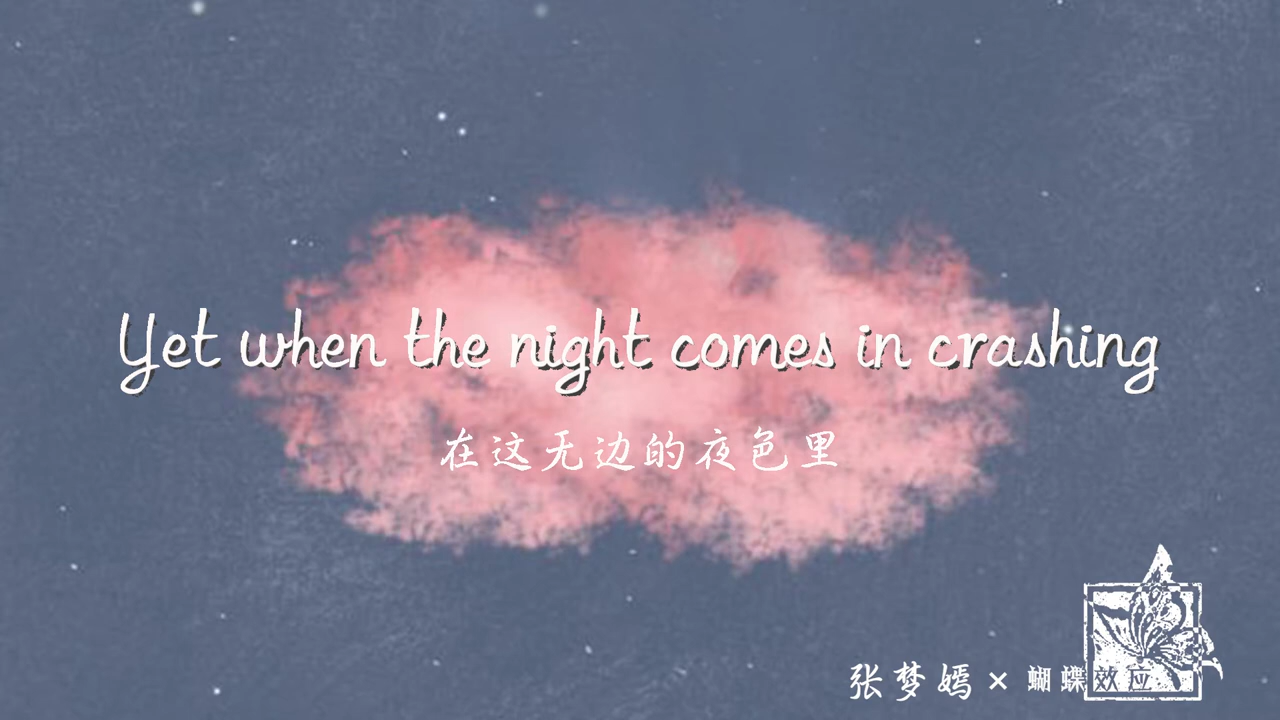 Yet when the night comes in crashing
在这无边的夜色里
张梦嫣 × 蝴蝶效应